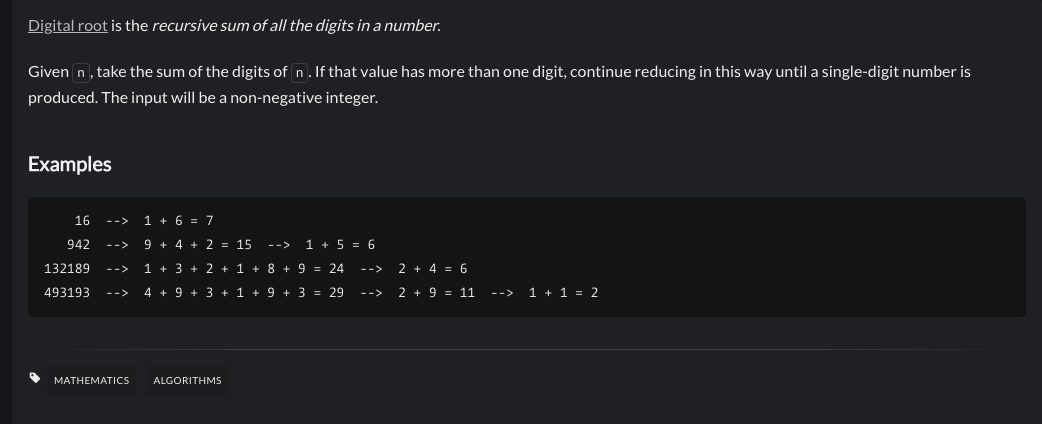 Digital root is the recursive sum of all the digits in a number.
Given n, take the sum of the digits of n. If that value has more than one digit, continue reducing in this way until a single-digit number is
produced. The input will be a non-negative integer.
Examples
16 --> 1 + 6 = 7
942 --> 9 + 4 + 2 = 15 --> 1 + 5 = 6
132189 --> 1 + 3 + 2 + 1 + 8 + 9 = 24 --> 2 + 4 = 6
493193 --> 4 + 9 + 3 + 1 + 9 + 3 = 29 --> 2 + 9 = 11 --> 1 + 1 = 2
MATHEMATICS ALGORITHMS